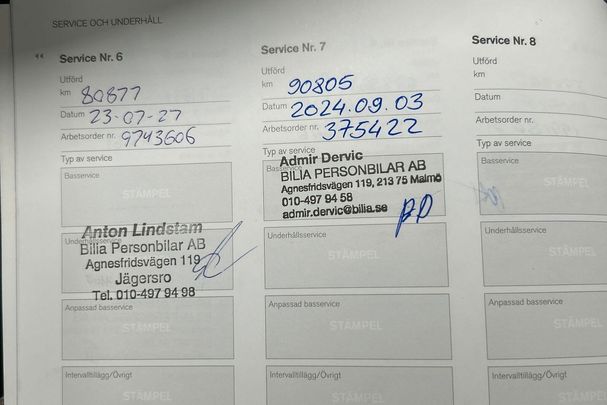 SERVICE OCH UNDERHÅLL
Service Nr. 6
Utförd
km 80877
Datum 23-07-27
Arbetsorder nr. 9743606
Typ av service
Basservice
STÄMPEL
Anton Lindstam
Underhållsservice
Bilia Personbilar AB
Agnesfridsvägen 119
Jägersro
Tel. 010-497 94 98
Anpassad basservice
STÄMPEL
Intervalltillägg/Övrigt
STÄMPEL
Service Nr. 7
Utförd
km 90805
Datum 2024.09.03
Arbetsorder nr. 375422
Typ av service
Admir Dervic
BILIA PERSONBILAR AB
Agnesfridsvägen 119, 213 75 Malmö
010-497 94 58
admir.dervic@bilia.se
Underhållsservice
STÄMPEL
Anpassad basservice
STÄMPEL
Intervalltillägg/Övrigt
STÄMPEL
Service Nr. 8
Utförd
km
Datum
Arbetsorder nr.
Typ av service
Basservice
STÄMPEL
Underhållsservice
STÄMPEL
Anpassad basservice
STÄMPEL
Intervalltillägg/Övrigt
STÄMPEL